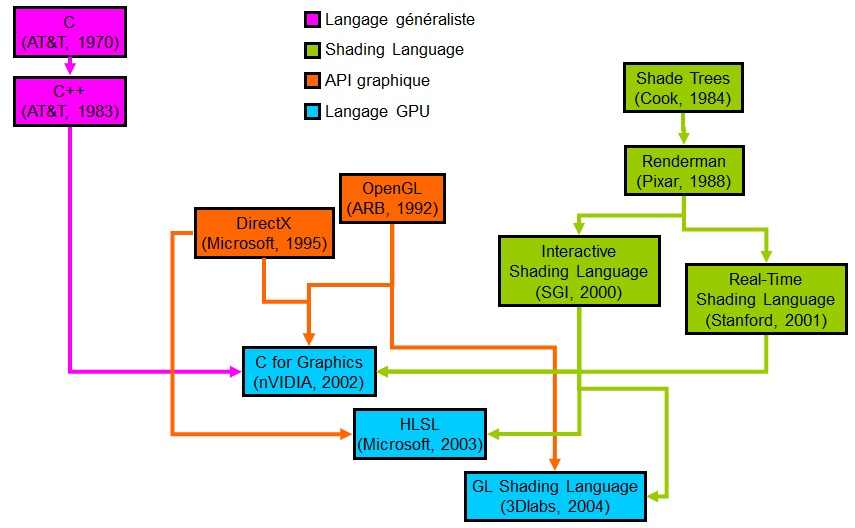 C
(AT&T, 1970)
C++
(AT&T, 1983)
Langage généraliste
Shading Language
API graphique
Langage GPU
Shade Trees
(Cook, 1984)
Renderman
(Pixar, 1988)
OpenGL
(ARB, 1992)
DirectX
(Microsoft, 1995)
Interactive
Shading Language
(SGI, 2000)
Real-Time
Shading Language
(Stanford, 2001)
C for Graphics
(nVIDIA, 2002)
HLSL
(Microsoft, 2003)
GL Shading Language
(3Dlabs, 2004)